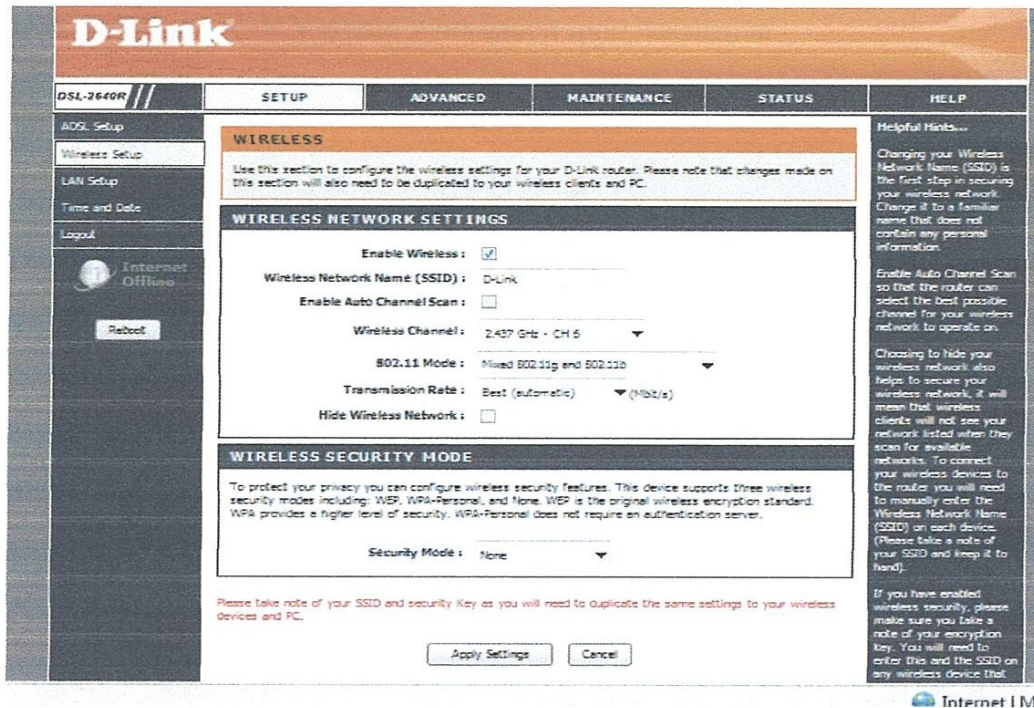 D-Link
DSL-2640R
SETUP
ADVANCED
MAINTENANCE
STATUS
HELP
ADSL Setup
Wireless Setup
LAN Setup
Time and Date
Logout
Internet
Offline
Reboot
WIRELESS
Use this section to configure the wireless settings for your D-Link router. Please note that changes made on
this section will also need to be duplicated to your wireless clients and PC.
WIRELESS NETWORK SETTINGS
Enable Wireless :
Wireless Network Name (SSID) : D-Link
Enable Auto Channel Scan :
Wireless Channel : 2.437 GHz - CH 6
802.11 Mode : Mixed 802.11g and 802.11b
Transmission Rate : Best (automatic) (Mbit/s)
Hide Wireless Network :
WIRELESS SECURITY MODE
To protect your privacy you can configure wireless security features. This device supports three wireless
security modes including: WEP, WPA-Personal, and None. WEP is the original wireless encryption standard.
WPA provides a higher level of security. WPA-Personal does not require an authentication server.
Security Mode : None
Please take note of your SSID and security Key as you will need to duplicate the same settings to your wireless
devices and PC.
Apply Settings
Cancel
Helpful Hints...
Changing your Wireless
Network Name (SSID) is
the first step in securing
your wireless network.
Change it to a familiar
name that does not
contain any personal
information.
Enable Auto Channel Scan
so that the router can
select the best possible
channel for your wireless
network to operate on.
Choosing to hide your
wireless network also
helps to secure your
wireless network, it will
mean that wireless
clients will not see your
network listed when they
scan for available
networks. To connect
your wireless devices to
the router you will need
to manually enter the
Wireless Network Name
(SSID) on each device.
(Please take a note of
your SSID and keep it to
hand).
If you have enabled
wireless security, please
make sure you take a
note of your encryption
key. You will need to
enter this and the SSID on
any wireless device that
Internet | M